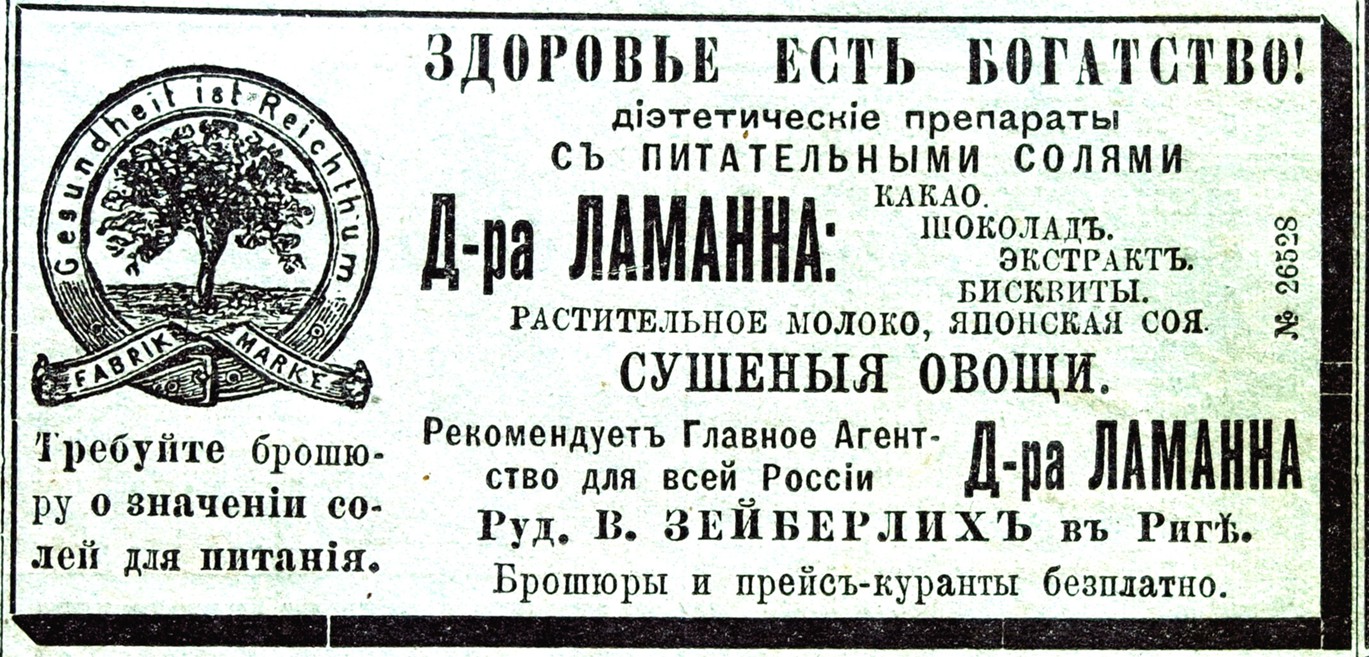 Gesundheit ist Reichthum
FABRIK MARKE
Требуйте брошю-
ру о значеніи со-
лей для питанія.
ЗДОРОВЬЕ ЕСТЬ БОГАТСТВО!
діэтетическіе препараты
СЪ ПИТАТЕЛЬНЫМИ СОЛЯМИ
Д-ра ЛАМАННА:
КАКАО.
ШОКОЛАДЪ.
ЭКСТРАКТЪ.
БИСКВИТЫ.
РАСТИТЕЛЬНОЕ МОЛОКО, ЯПОНСКАЯ СОЯ.
СУШЕНЫЯ ОВОЩИ.
Рекомендуетъ Главное Агент-
ство для всей Россіи
Д-ра ЛАМАННА
Руд. В. ЗЕЙБЕРЛИХЪ въ Ригѣ.
Брошюры и прейсъ-куранты безплатно.
№ 26528